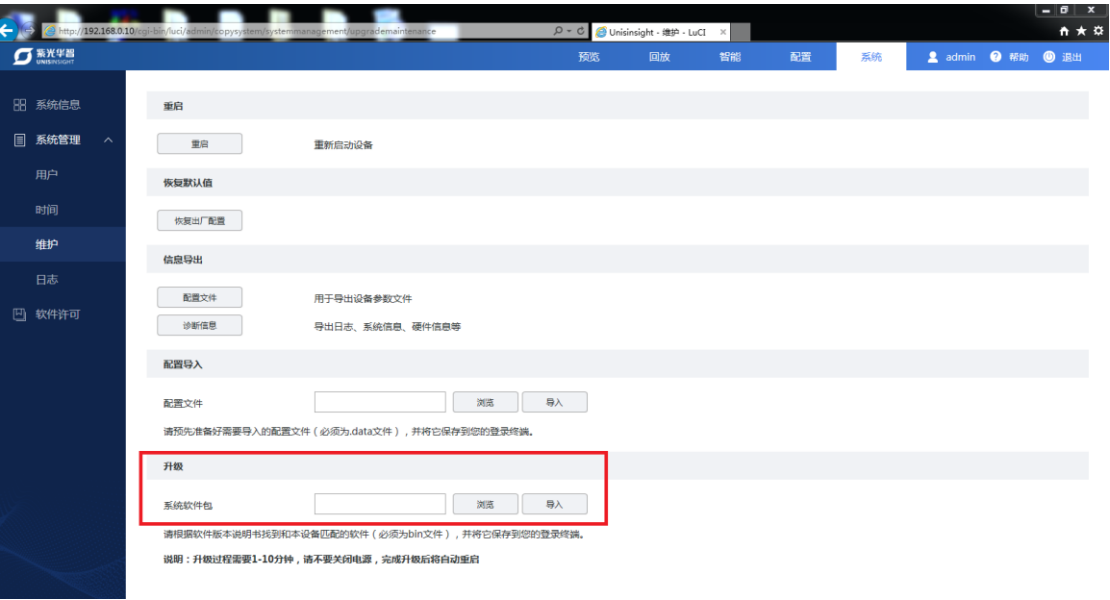 http://192.168.0.10/cgi-bin/luci/admin/copysystem/systemmanagement/upgrademaintenance
Unisinsight - 维护 - LuCI
紫光华智
UNISINSIGHT
预览 回放 智能 配置 系统 admin 帮助 退出
系统信息
系统管理
用户
时间
维护
日志
软件许可
重启
重启 重新启动设备
恢复默认值
恢复出厂配置
信息导出
配置文件 用于导出设备参数文件
诊断信息 导出日志、系统信息、硬件信息等
配置导入
配置文件 浏览 导入
请预先准备好需要导入的配置文件（必须为.data文件），并将它保存到您的登录终端。
升级
系统软件包 浏览 导入
请根据软件版本说明书找到和本设备匹配的软件（必须为bin文件），并将它保存到您的登录终端。
说明：升级过程需要1-10分钟，请不要关闭电源，完成升级后将自动重启